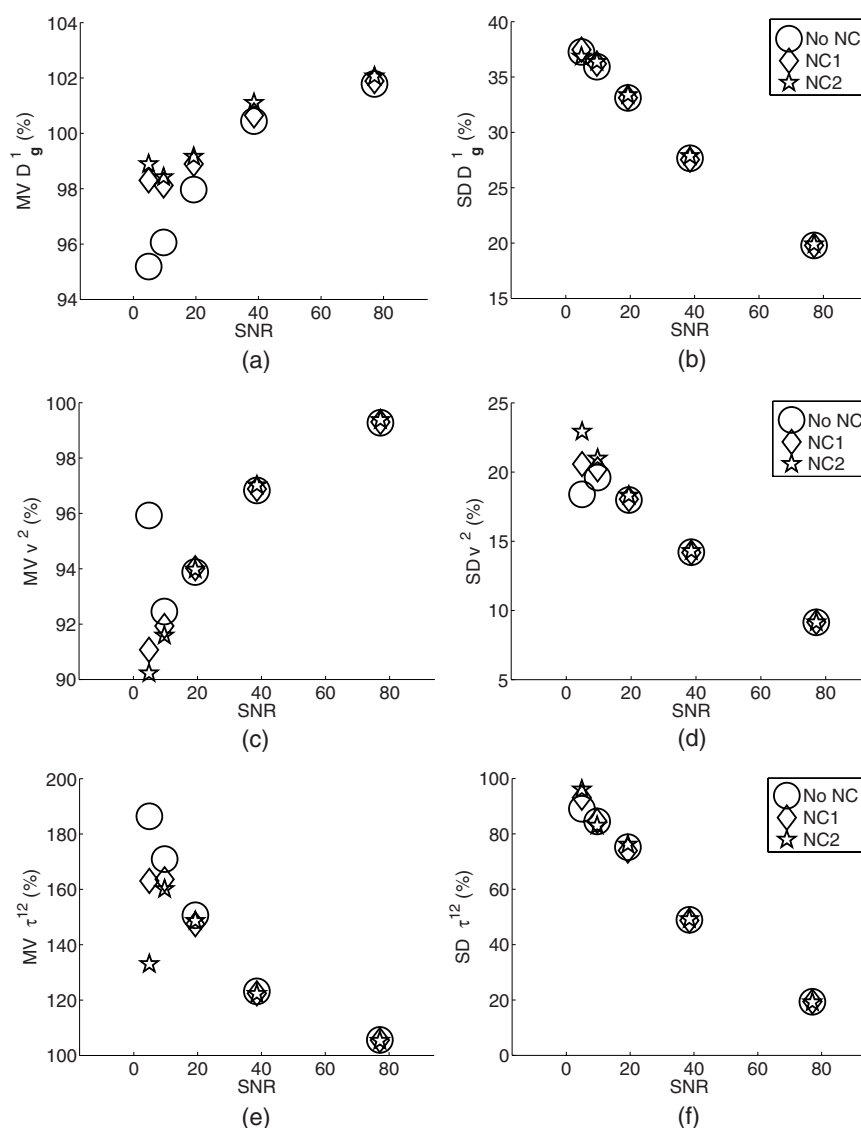 104
102
100
98
96
94
MV D 1 g (%)
0 20 40 60 80
SNR
(a)
40
35
30
25
20
15
SD D 1 g (%)
0 20 40 60 80
SNR
(b)
No NC
NC1
NC2
100
98
96
94
92
90
MV v 2 (%)
0 20 40 60 80
SNR
(c)
25
20
15
10
5
SD v 2 (%)
0 20 40 60 80
SNR
(d)
No NC
NC1
NC2
200
180
160
140
120
100
MV τ 12 (%)
0 20 40 60 80
SNR
(e)
100
80
60
40
20
0
SD τ 12 (%)
0 20 40 60 80
SNR
(f)
No NC
NC1
NC2